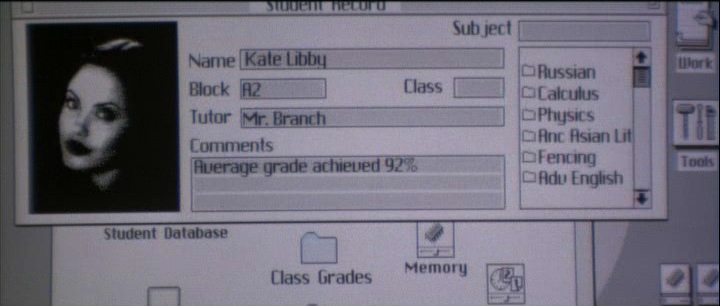 Student Record
Subject
Name Kate Libby
Block A2 Class
Tutor Mr. Branch
Comments
Average grade achieved 92%
Russian
Calculus
Physics
Anc Asian Lit
Fencing
Adv English
Work
Tools
Student Database
Class Grades
Memory